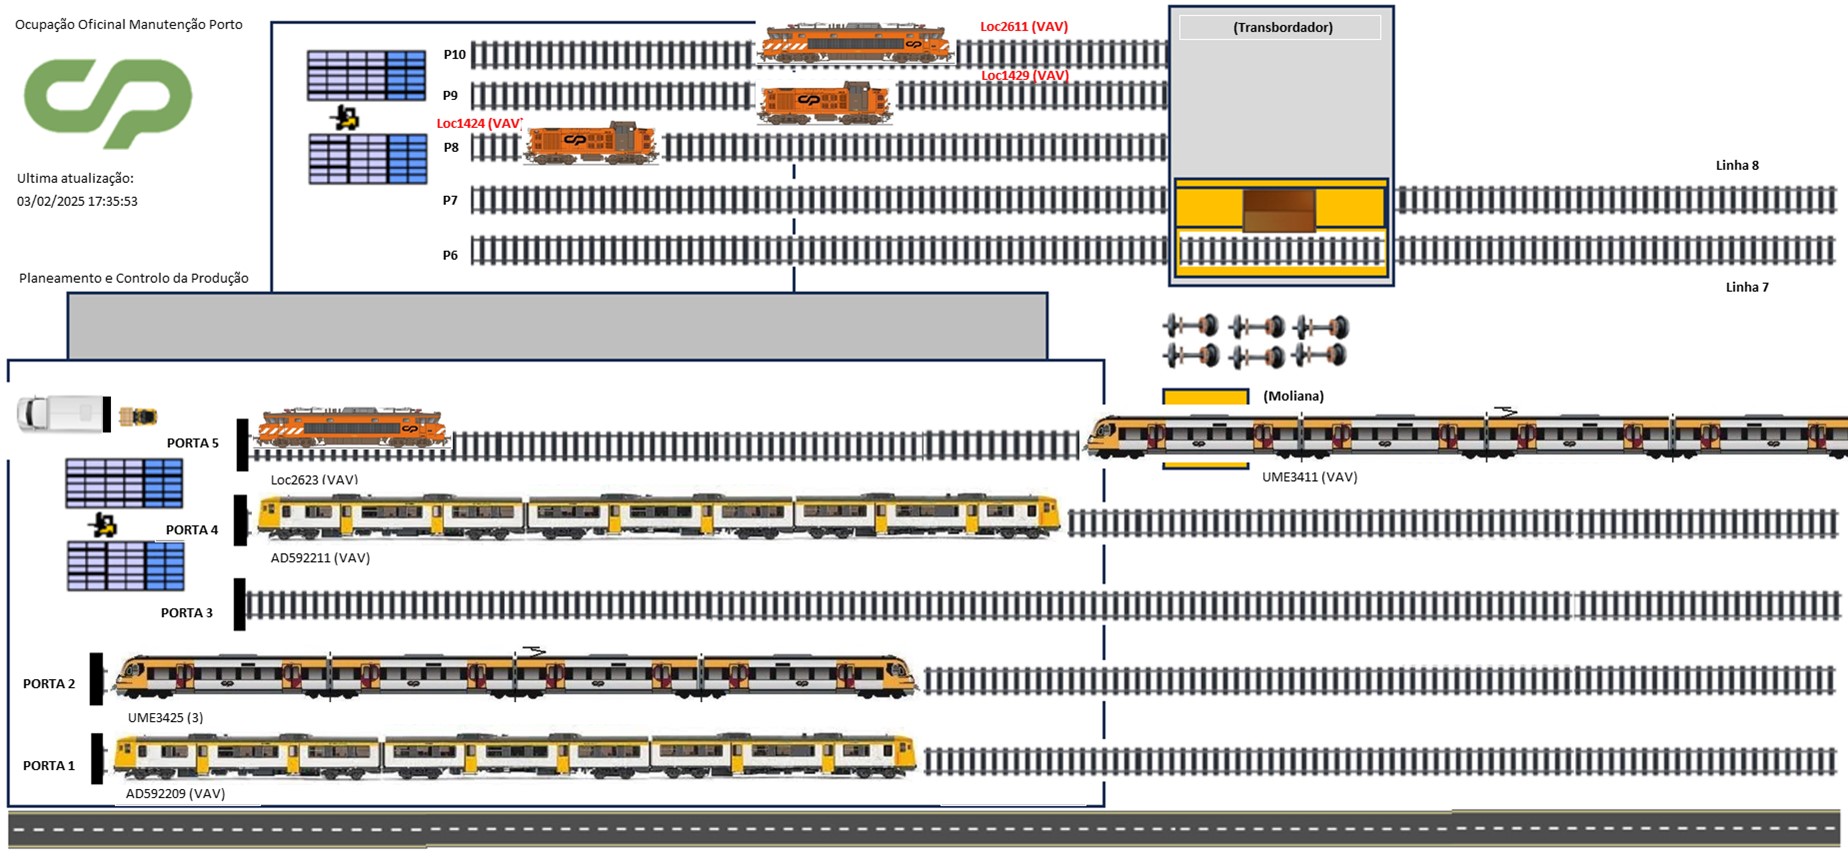 Ocupação Oficinal Manutenção Porto
Loc2611 (VAV)
(Transbordador)
P10
Loc1429 (VAV)
P9
Loc1424 (VAV)
P8
Linha 8
Ultima atualização:
03/02/2025 17:35:53
P7
P6
Planeamento e Controlo da Produção
Linha 7
(Moliana)
PORTA 5
Loc2623 (VAV)
UME3411 (VAV)
PORTA 4
AD592211 (VAV)
PORTA 3
PORTA 2
UME3425 (3)
PORTA 1
AD592209 (VAV)